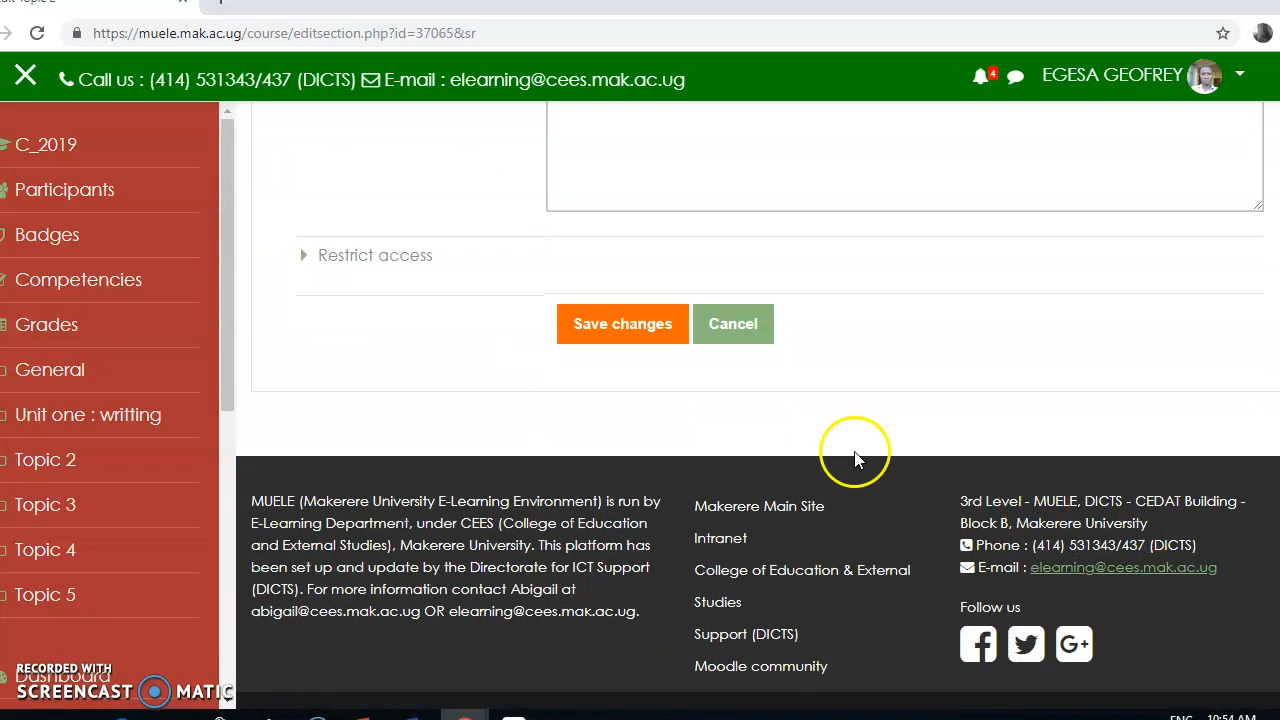 https://muele.mak.ac.ug/course/editsection.php?id=37065&sr
Call us : (414) 531343/437 (DICTS) E-mail : elearning@cees.mak.ac.ug
4
EGESA GEOFREY
C_2019
Participants
Badges
Competencies
Grades
General
Unit one : writting
Topic 2
Topic 3
Topic 4
Topic 5
Dashboard
RECORDED WITH
SCREENCAST MATIC
Restrict access
Save changes
Cancel
MUELE (Makerere University E-Learning Environment) is run by
E-Learning Department, under CEES (College of Education
and External Studies), Makerere University. This platform has
been set up and update by the Directorate for ICT Support
(DICTS). For more information contact Abigail at
abigail@cees.mak.ac.ug OR elearning@cees.mak.ac.ug.
Makerere Main Site
Intranet
College of Education & External
Studies
Support (DICTS)
Moodle community
3rd Level - MUELE, DICTS - CEDAT Building -
Block B, Makerere University
Phone : (414) 531343/437 (DICTS)
E-mail : elearning@cees.mak.ac.ug
Follow us
G+
ENG 10:54 AM